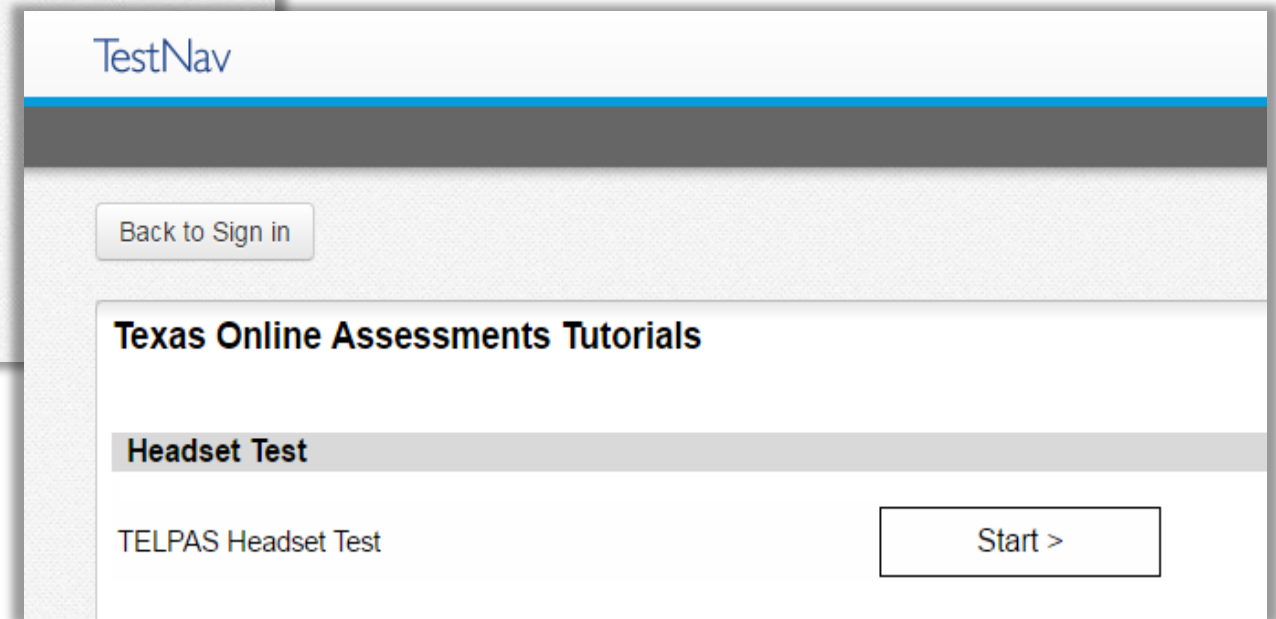 TestNav
Back to Sign in
Texas Online Assessments Tutorials
Headset Test
TELPAS Headset Test Start >